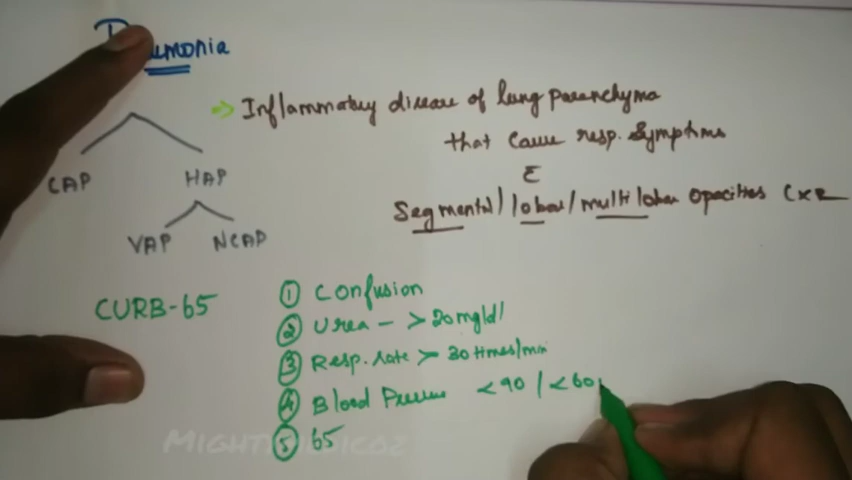 Pneumonia
Inflammatory disease of lung parenchyma
that cause resp. Symptoms
c̅
Segmental/lobar/multilobar opacities CXR
CAP HAP
VAP NCAP
CURB-65
① Confusion
② Urea - >20mg/dl
③ Resp. rate > 30 times/min
④ Blood Pressure <90 / <60
⑤ 65